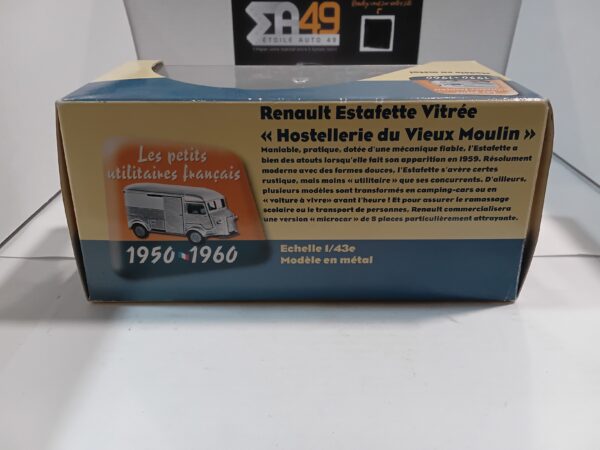 ΣA49
ETOILE AUTO 49
Renault Estafette Vitrée
« Hostellerie du Vieux Moulin »
Maniable, pratique, dotée d'une mécanique fiable, l'Estafette a
bien des atouts lorsqu'elle fait son apparition en 1959. Résolument
moderne avec des formes douces, l'Estafette s'avère certes
rustique, mais moins « utilitaire » que ses concurrents. D'ailleurs,
plusieurs modèles sont transformés en camping-cars ou en
« voiture à vivre» avant l'heure ! Et pour assurer le ramassage
scolaire ou le transport de personnes, Renault commercialisera
une version « microcar » de 8 places particulièrement attrayante.
Les petits
utilitaires français
1950 1960
Echelle 1/43e
Modèle en métal
1950 1960